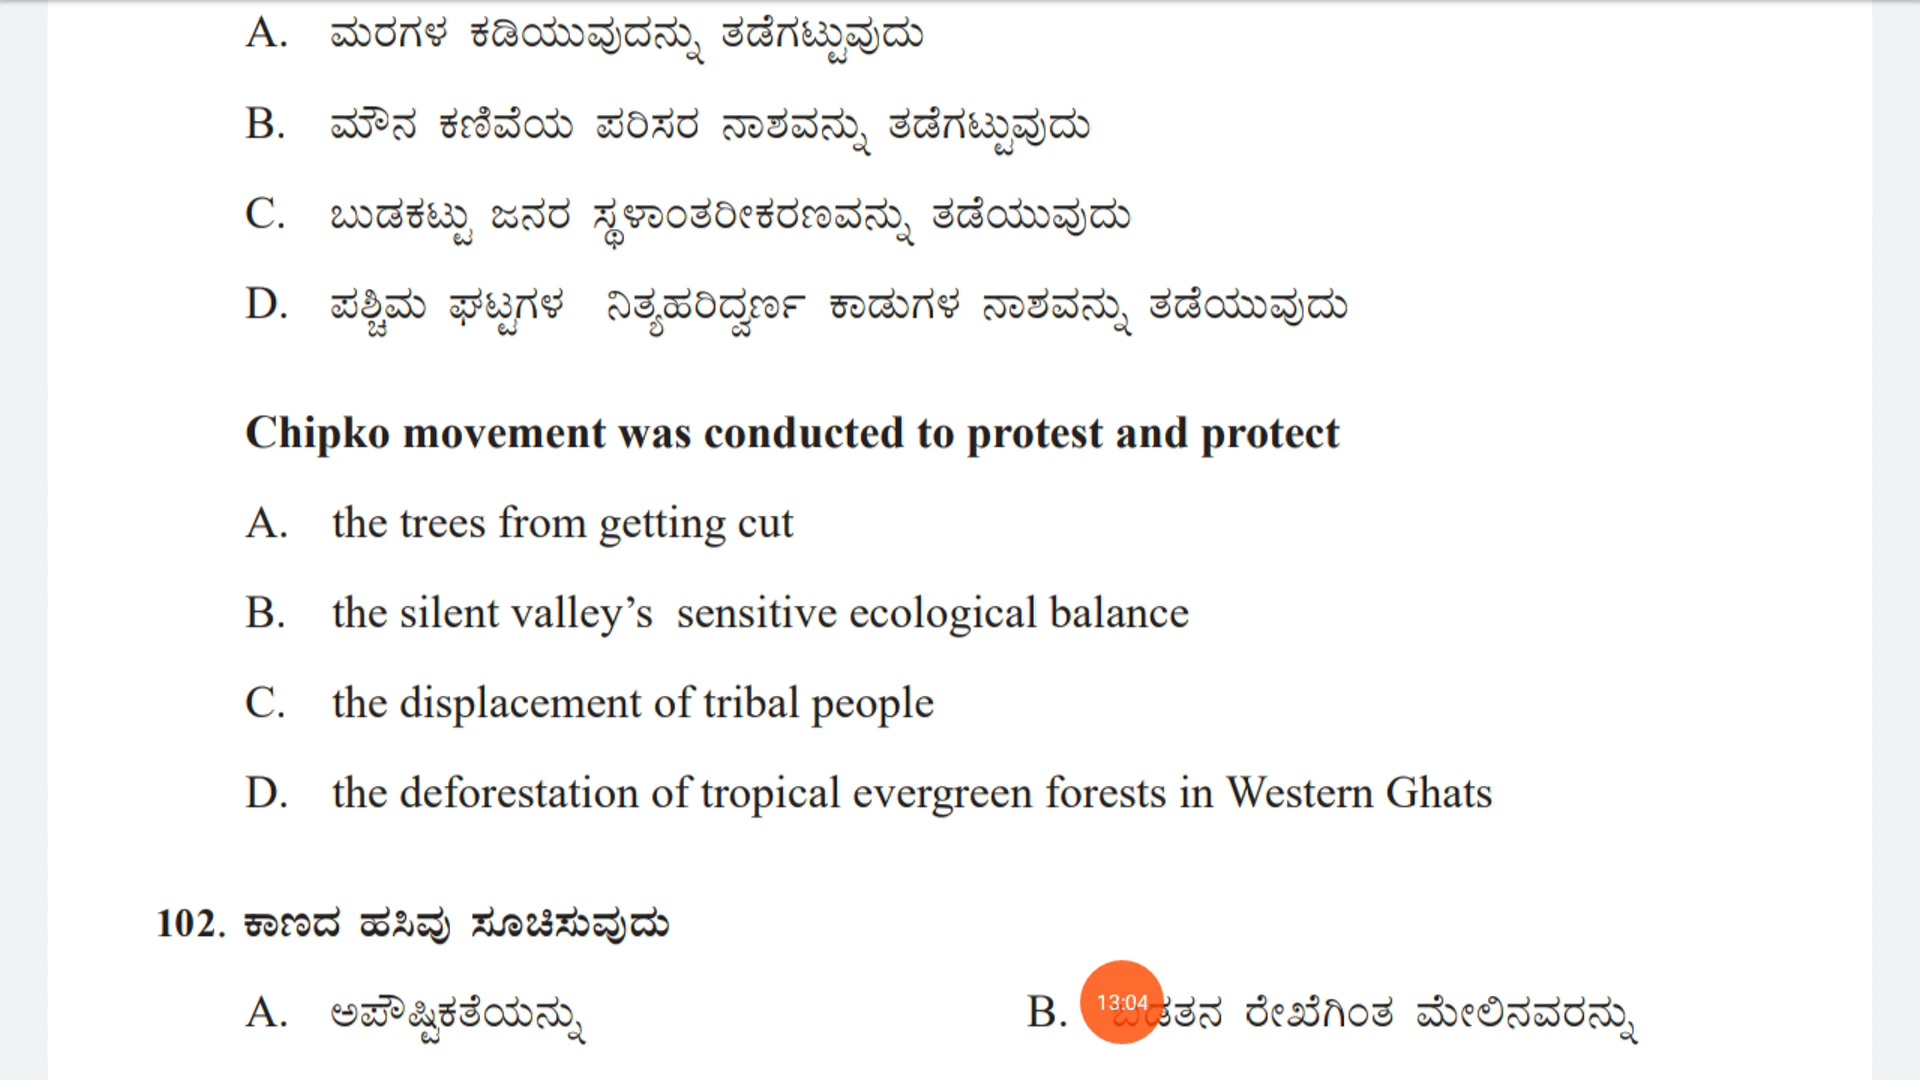 A. ಮರಗಳ ಕಡಿಯುವುದನ್ನು ತಡೆಗಟ್ಟುವುದು
B. ಮೌನ ಕಣಿವೆಯ ಪರಿಸರ ನಾಶವನ್ನು ತಡೆಗಟ್ಟುವುದು
C. ಬುಡಕಟ್ಟು ಜನರ ಸ್ಥಳಾಂತರೀಕರಣವನ್ನು ತಡೆಯುವುದು
D. ಪಶ್ಚಿಮ ಘಟ್ಟಗಳ ನಿತ್ಯಹರಿದ್ವರ್ಣ ಕಾಡುಗಳ ನಾಶವನ್ನು ತಡೆಯುವುದು
Chipko movement was conducted to protest and protect
A. the trees from getting cut
B. the silent valley’s sensitive ecological balance
C. the displacement of tribal people
D. the deforestation of tropical evergreen forests in Western Ghats
102. ಕಾಣದ ಹಸಿವು ಸೂಚಿಸುವುದು
A. ಅಪೌಷ್ಟಿಕತೆಯನ್ನು B. 13:04 ರೇಖೆಗಿಂತ ಮೇಲಿನವರನ್ನು